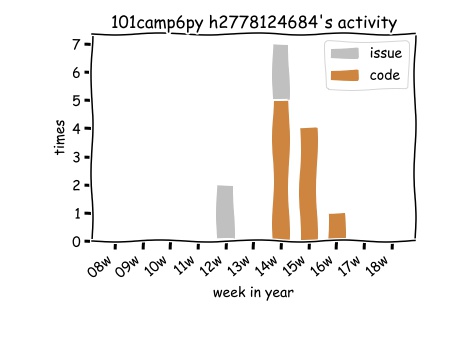 101camp6py h2778124684's activity
issue
code
7
6
5
4
3
2
1
0
times
08w
09w
10w
11w
12w
13w
14w
15w
16w
17w
18w
week in year